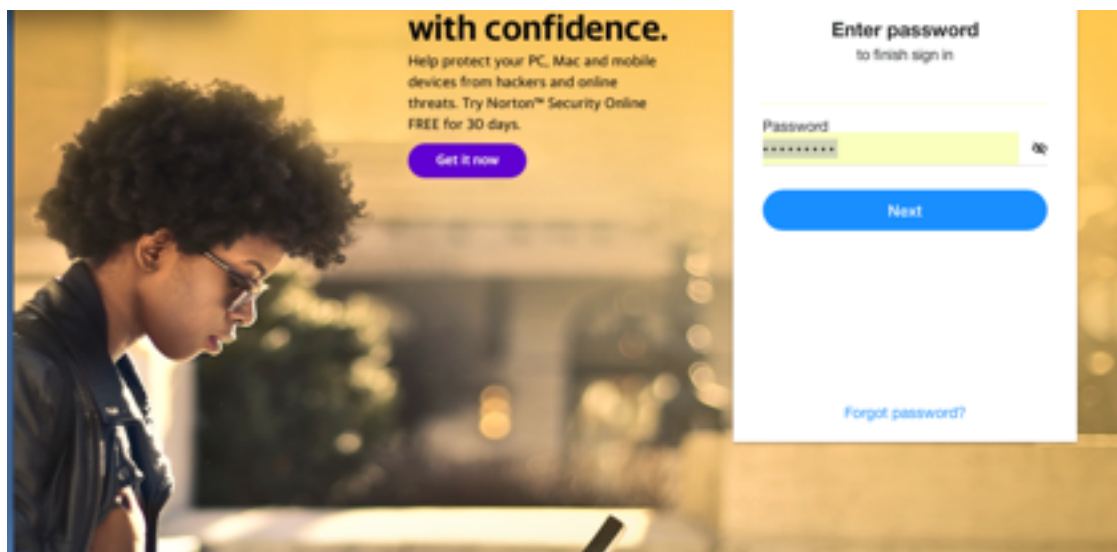 with confidence.
Help protect your PC, Mac and mobile
devices from hackers and online
threats. Try Norton™ Security Online
FREE for 30 days.
Get it now
Enter password
to finish sign in
Password
•••••••••
Next
Forgot password?